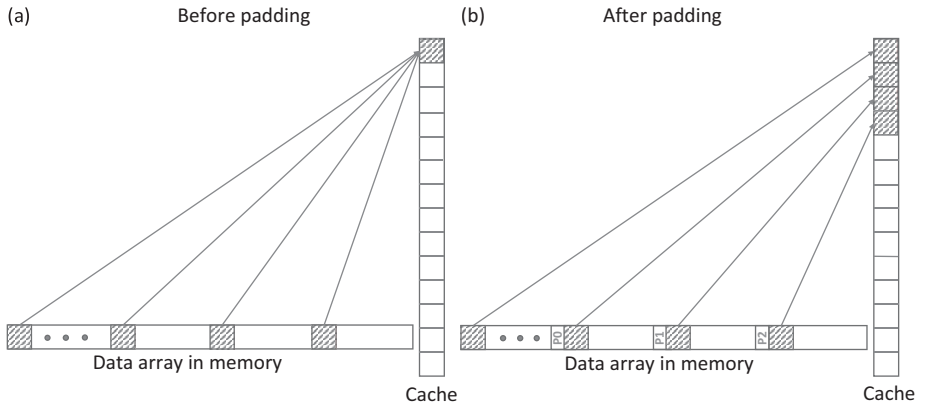 (a) Before padding
(b) After padding
P0 P1 P2
Data array in memory
Cache
Data array in memory
Cache